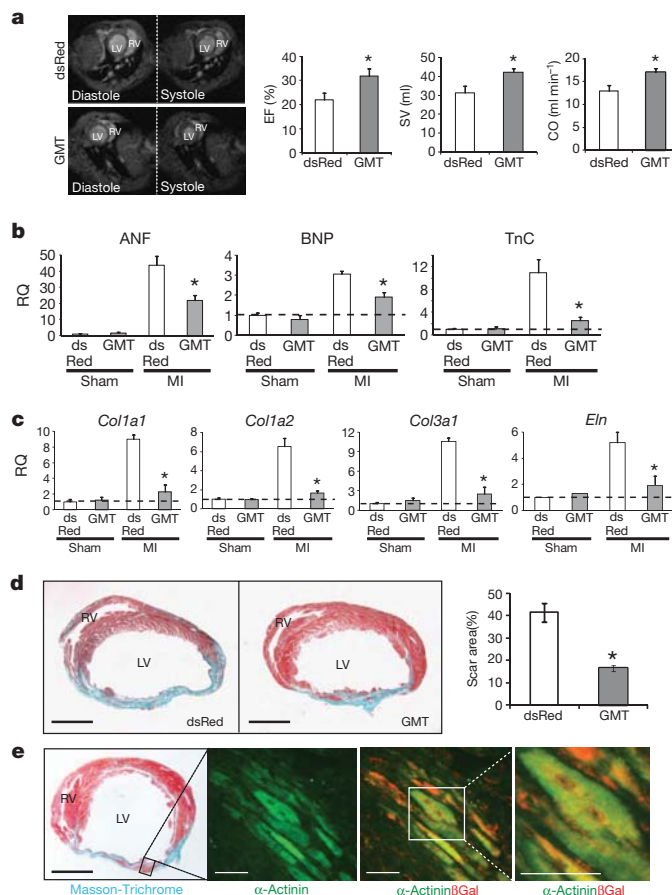 a
dsRed
LV RV
Diastole
Systole
GMT
LV RV
LV RV
Diastole
Systole
EF (%)
40
30
20
10
0
*
dsRed GMT
SV (ml)
50
40
30
20
10
0
*
dsRed GMT
CO (ml min⁻¹)
20
15
10
5
0
*
dsRed GMT
b
RQ
ANF
50
40
30
20
10
0
*
ds GMT ds GMT
Red Red
Sham MI
BNP
4
3
2
1
0
*
ds GMT ds GMT
Red Red
Sham MI
TnC
12
8
4
0
*
ds GMT ds GMT
Red Red
Sham MI
c
RQ
Col1a1
10
8
6
4
2
0
*
ds GMT ds GMT
Red Red
Sham MI
Col1a2
8
6
4
2
0
*
ds GMT ds GMT
Red Red
Sham MI
Col3a1
12
9
6
3
0
*
ds GMT ds GMT
Red Red
Sham MI
Eln
6
4
2
0
*
ds GMT ds GMT
Red Red
Sham MI
d
RV
LV
dsRed
RV
LV
GMT
Scar area(%)
50
40
30
20
10
0
*
dsRed GMT
e
RV
LV
Masson-Trichrome
α-Actinin
α-ActininβGal
α-ActininβGal